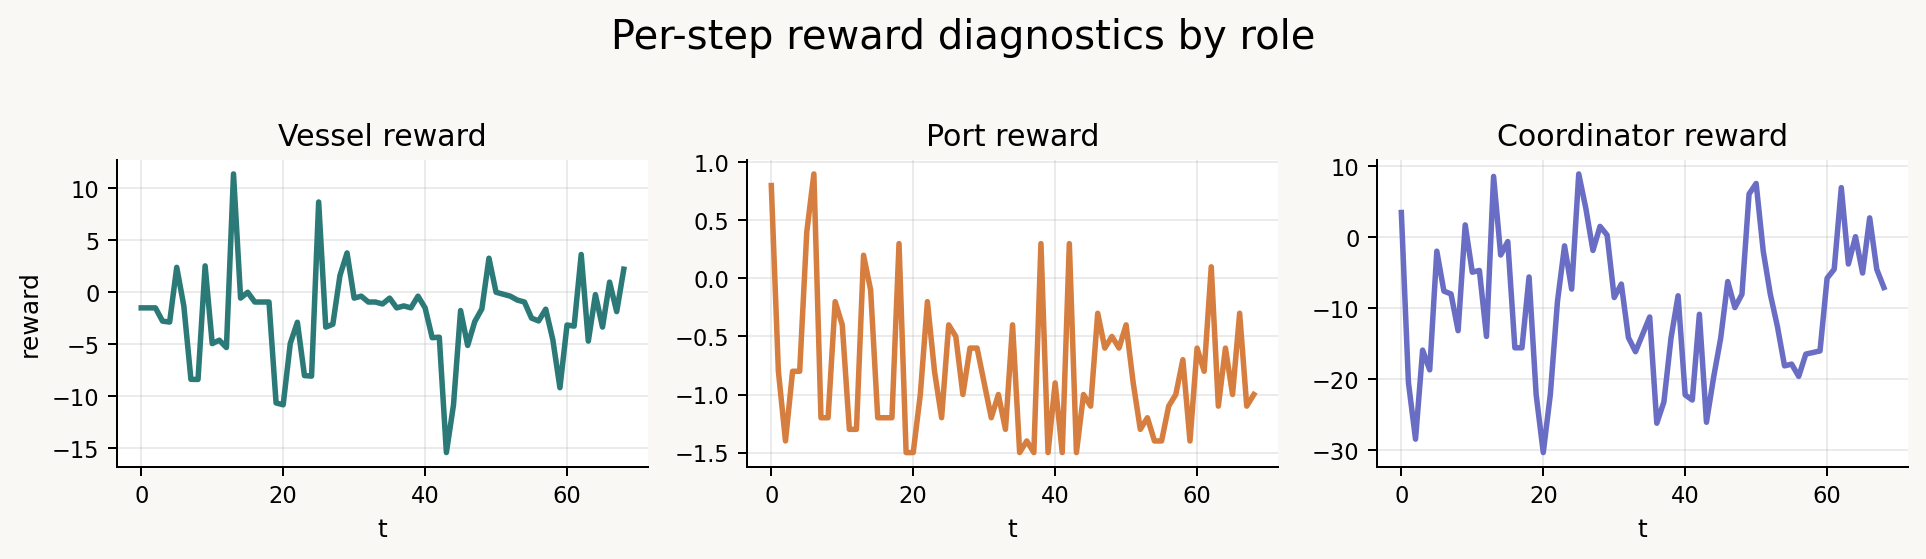 Per-step reward diagnostics by role
Vessel reward
reward
10
5
0
−5
−10
−15
0 20 40 60
t
Port reward
1.0
0.5
0.0
−0.5
−1.0
−1.5
0 20 40 60
t
Coordinator reward
10
0
−10
−20
−30
0 20 40 60
t